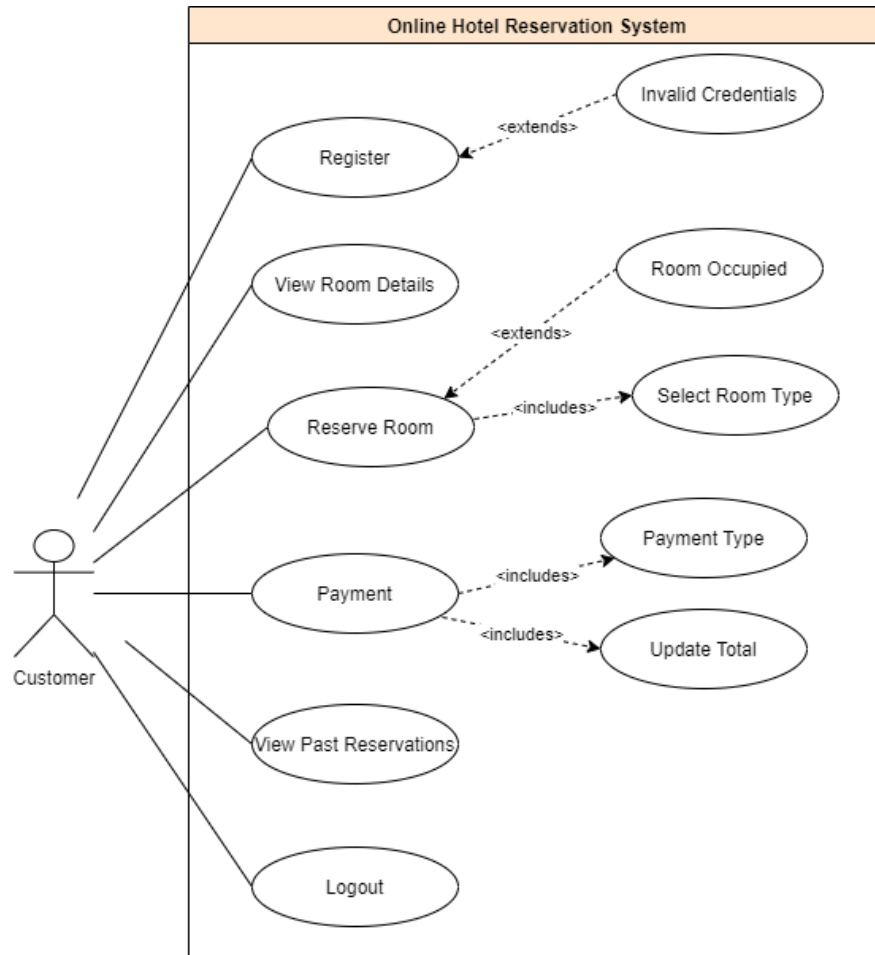 Online Hotel Reservation System
Invalid Credentials
<extends>
Register
Room Occupied
View Room Details
<extends>
Select Room Type
<includes>
Reserve Room
Payment Type
<includes>
Payment
<includes>
Update Total
Customer
View Past Reservations
Logout